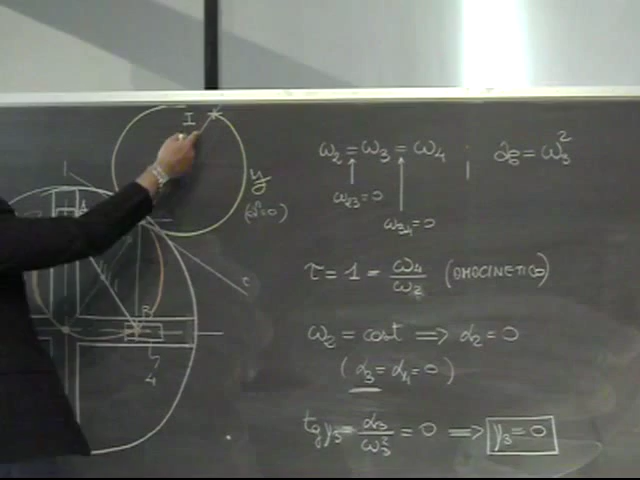 I
ω₂ = ω₃ = ω₄ ; 2δ = ω₃²
ω₂₃ = 0
ω₃₄ = 0
y
(α=0)
τ = 1 = ω₄/ω₂ (OMOCINETICO)
c
A
B
4
ω₂ = cost ⟹ α₂ = 0
(α₃ = α₄ = 0)
tg γ₃ = α₃/ω₃² = 0 ⟹ γ₃ = 0